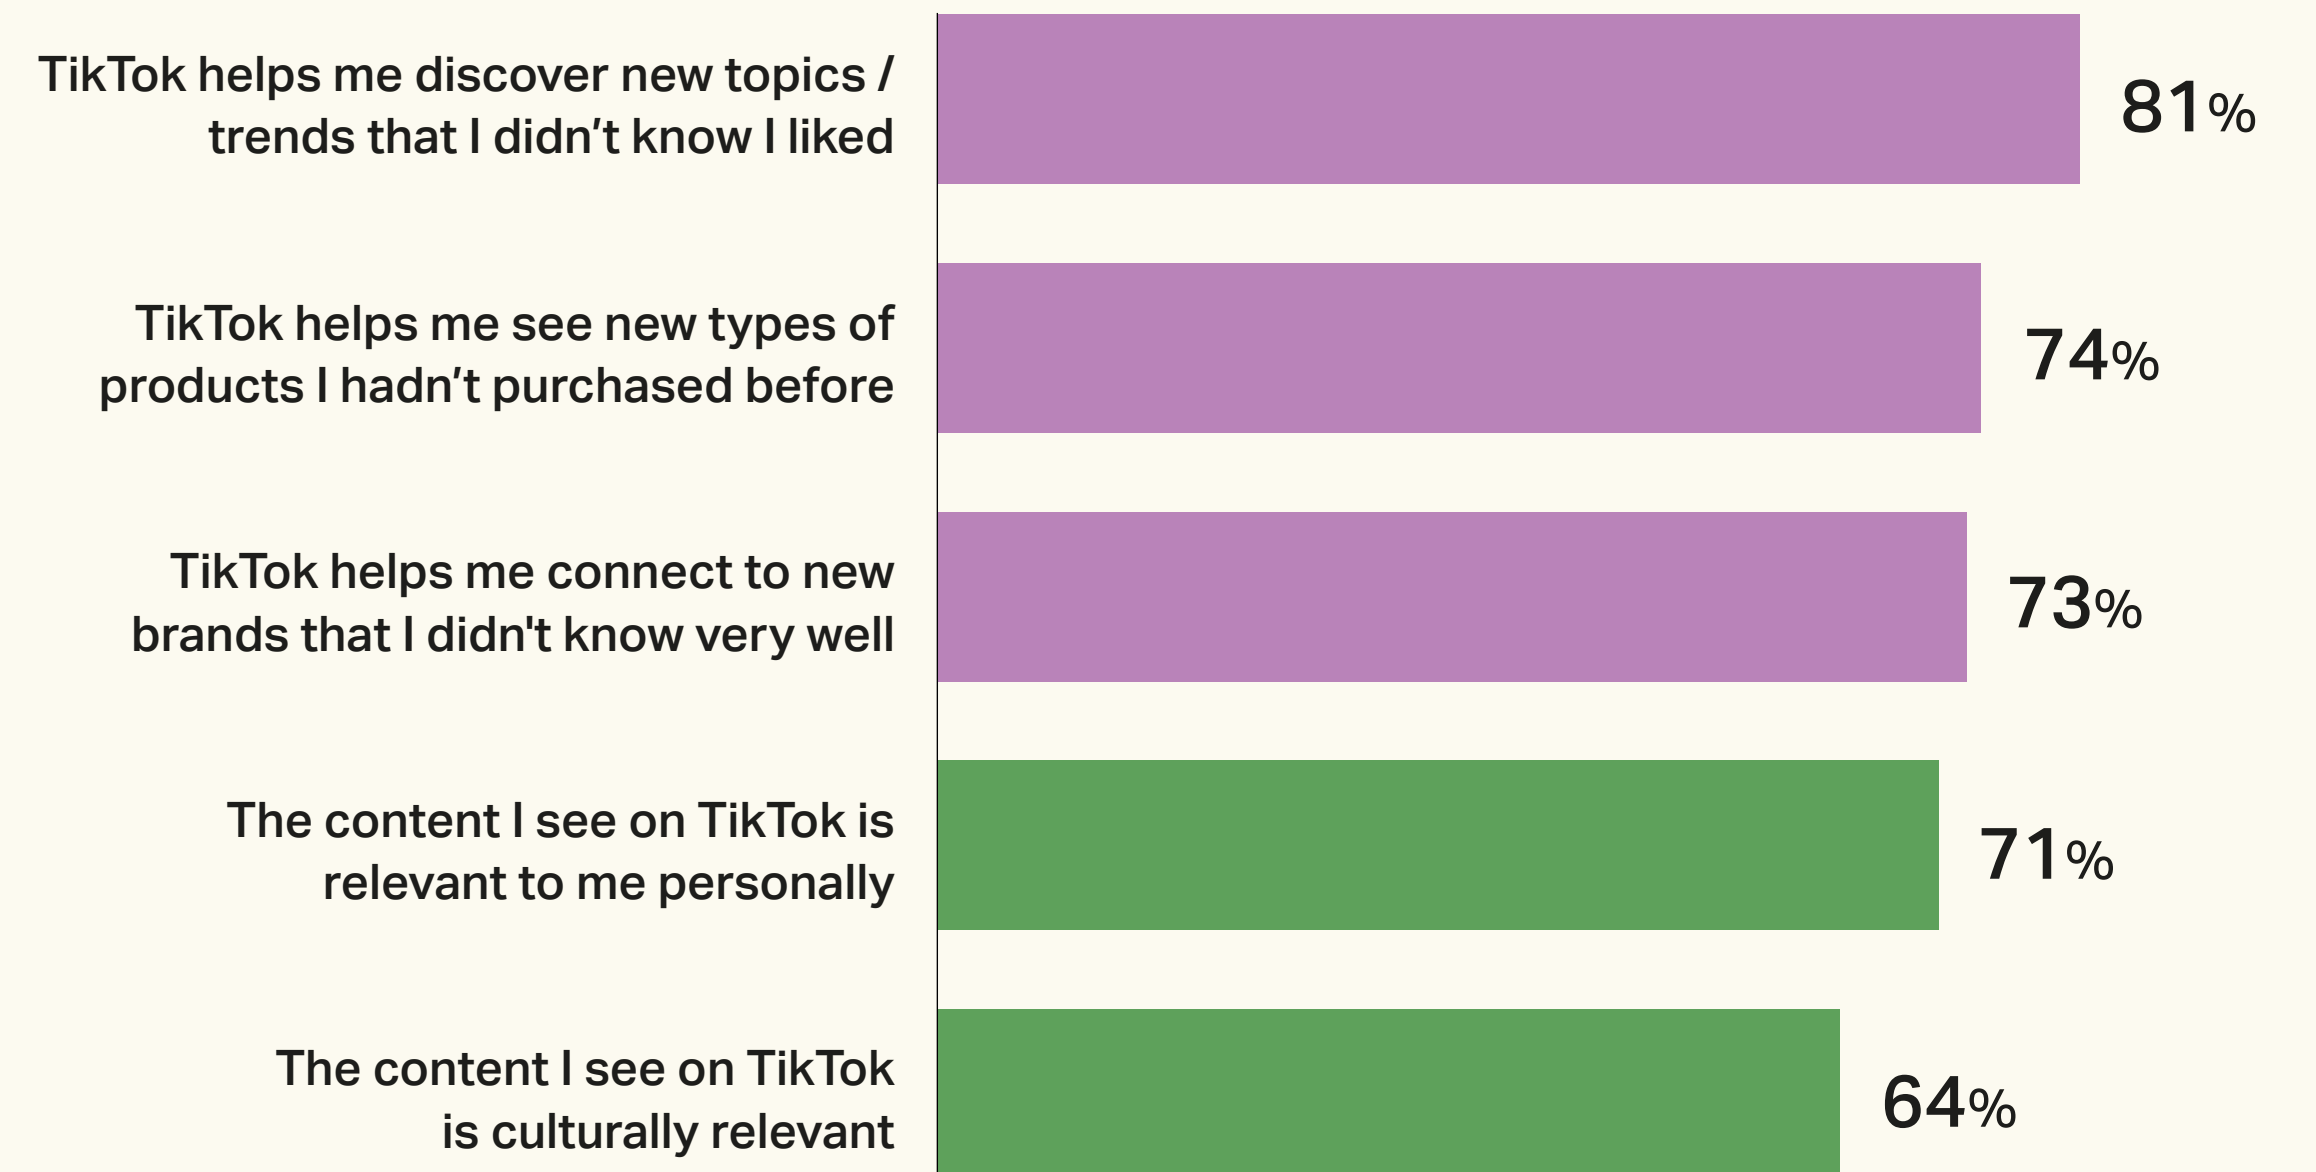 TikTok helps me discover new topics /
trends that I didn’t know I liked
81%
TikTok helps me see new types of
products I hadn’t purchased before
74%
TikTok helps me connect to new
brands that I didn't know very well
73%
The content I see on TikTok is
relevant to me personally
71%
The content I see on TikTok
is culturally relevant
64%